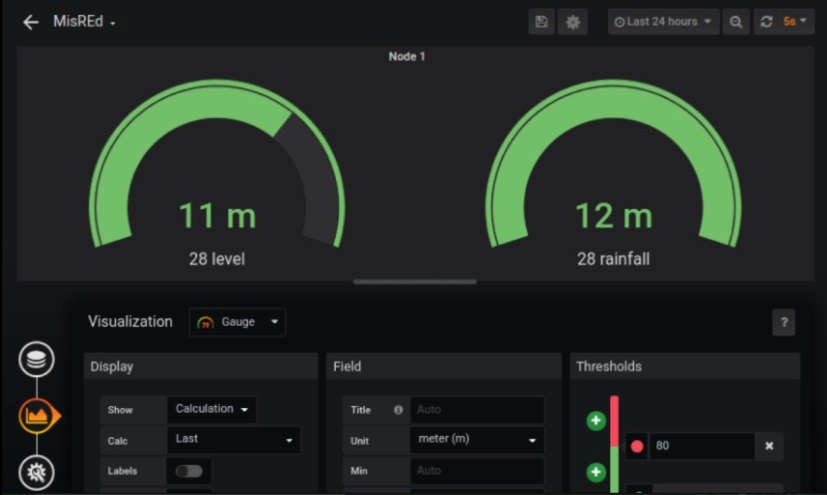 MisREd
Last 24 hours
5s
Node 1
11 m
12 m
28 level
28 rainfall
Visualization
Gauge
?
Display
Field
Thresholds
Show
Calculation
Title
Auto
Calc
Last
Unit
meter (m)
80
Labels
Min
Auto